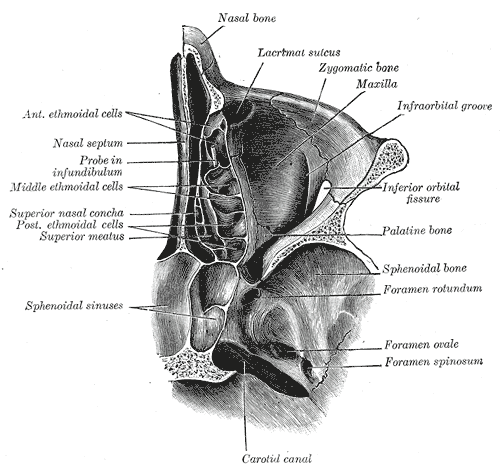 Nasal bone
Lacrimat sulcus
Zygomatic bone
Maxilla
Infraorbital groove
Ant. ethmoidal cells
Nasal septum
Probe in
infundibulum
Middle ethmoidal cells
Superior nasal concha
Post. ethmoidal cells
Superior meatus
Inferior orbital
fissure
Palatine bone
Sphenoidal bone
Foramen rotundum
Sphenoidal sinuses
Foramen ovale
Foramen spinosum
Carotid canal